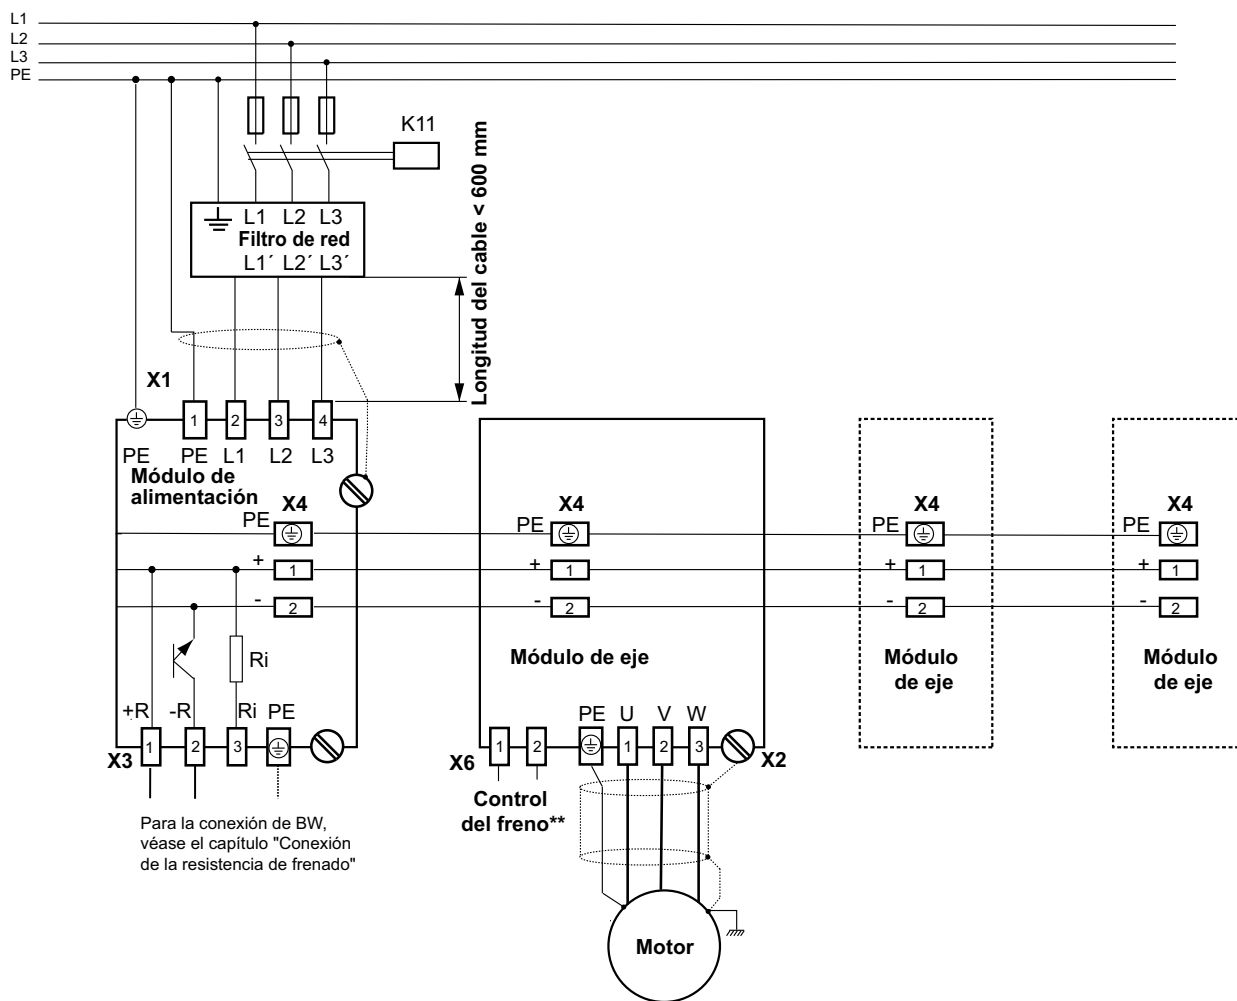 L1
L2
L3
PE
K11
Longitud del cable < 600 mm
L1 L2 L3
Filtro de red
L1´ L2´ L3´
X1
1 2 3 4
PE PE L1 L2 L3
Módulo de
alimentación
PE X4
+ 1
- 2
Ri
+R -R Ri PE
X3 1 2 3
Para la conexión de BW,
véase el capítulo "Conexión
de la resistencia de frenado"
PE X4
+ 1
- 2
Módulo de eje
PE U V W
X6 1 2 1 2 3 X2
Control
del freno**
Motor
PE X4
+ 1
- 2
Módulo
de eje
PE X4
+ 1
- 2
Módulo
de eje